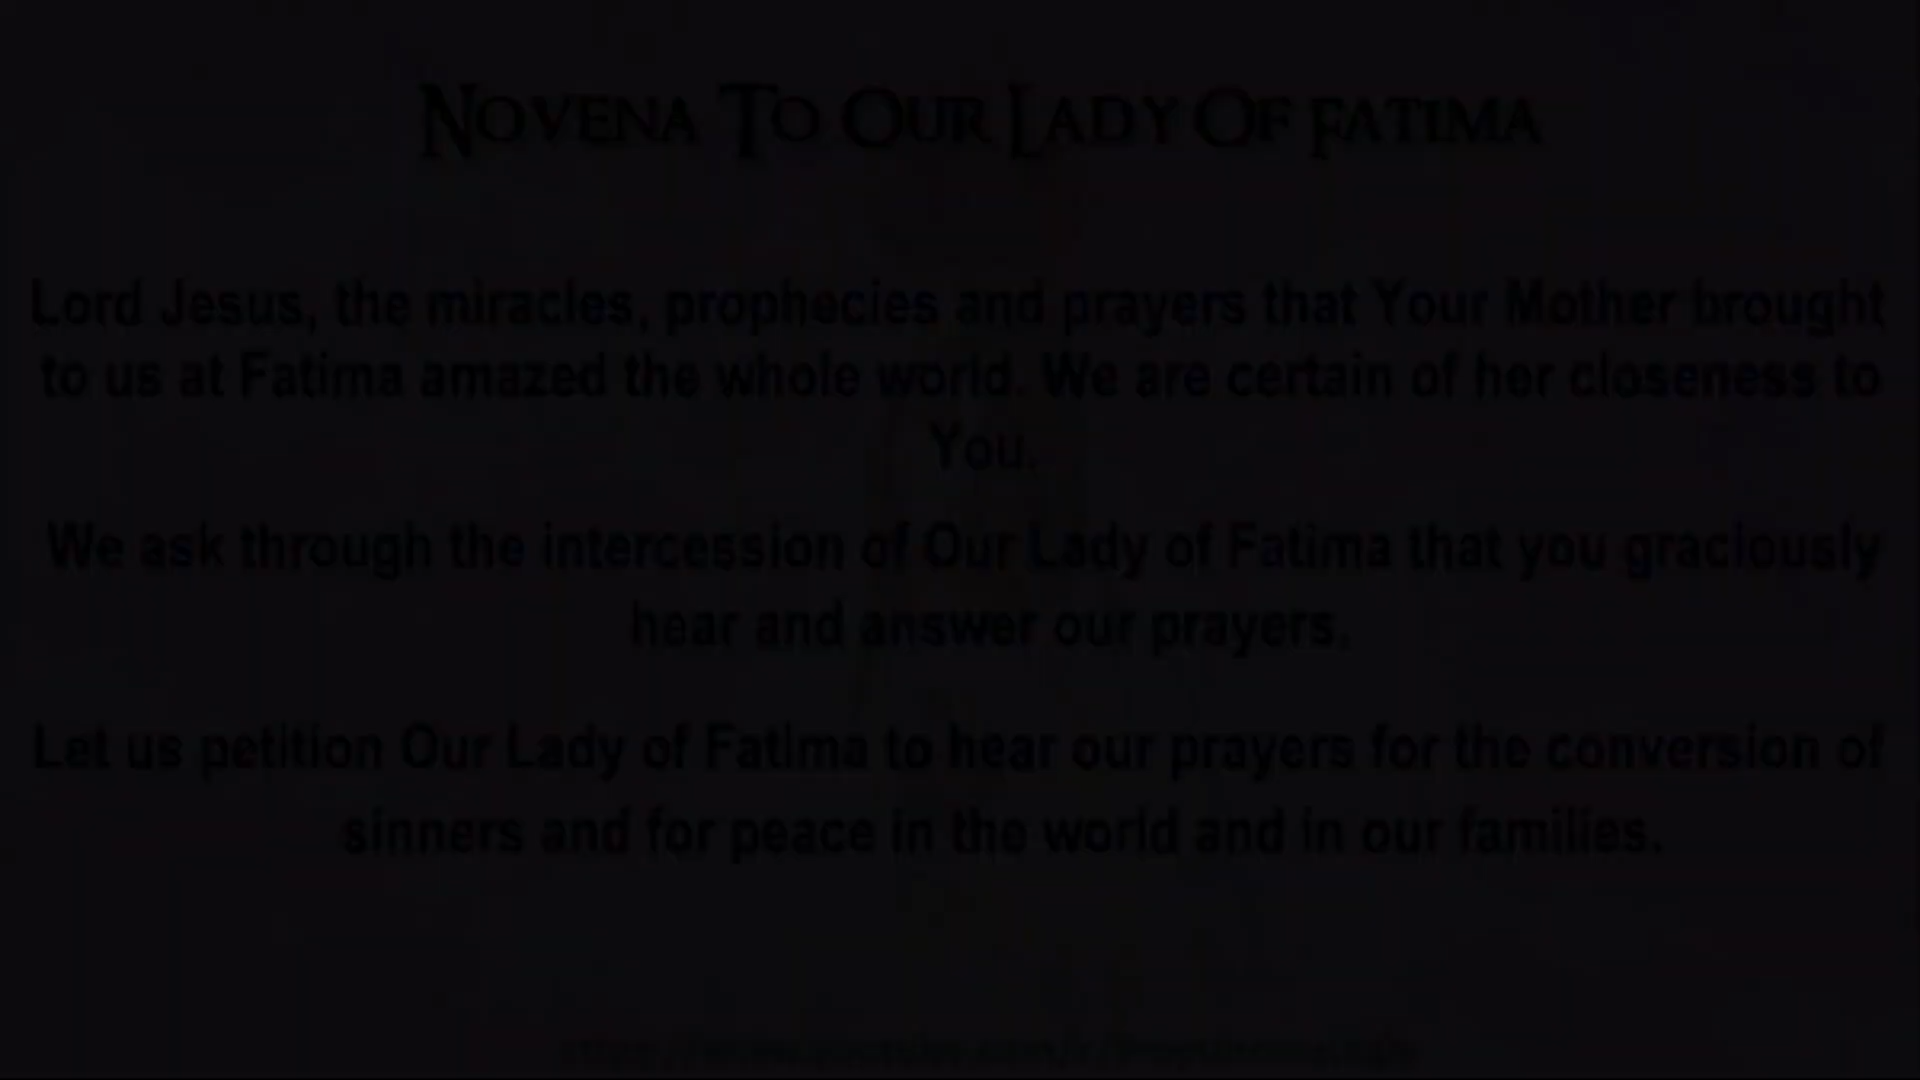 Novena To Our Lady Of Fatima
Lord Jesus, the miracles, prophecies and prayers that Your Mother brought
to us at Fatima amazed the whole world. We are certain of her closeness to
You.
We ask through the intercession of Our Lady of Fatima that you graciously
hear and answer our prayers.
Let us petition Our Lady of Fatima to hear our prayers for the conversion of
sinners and for peace in the world and in our families.